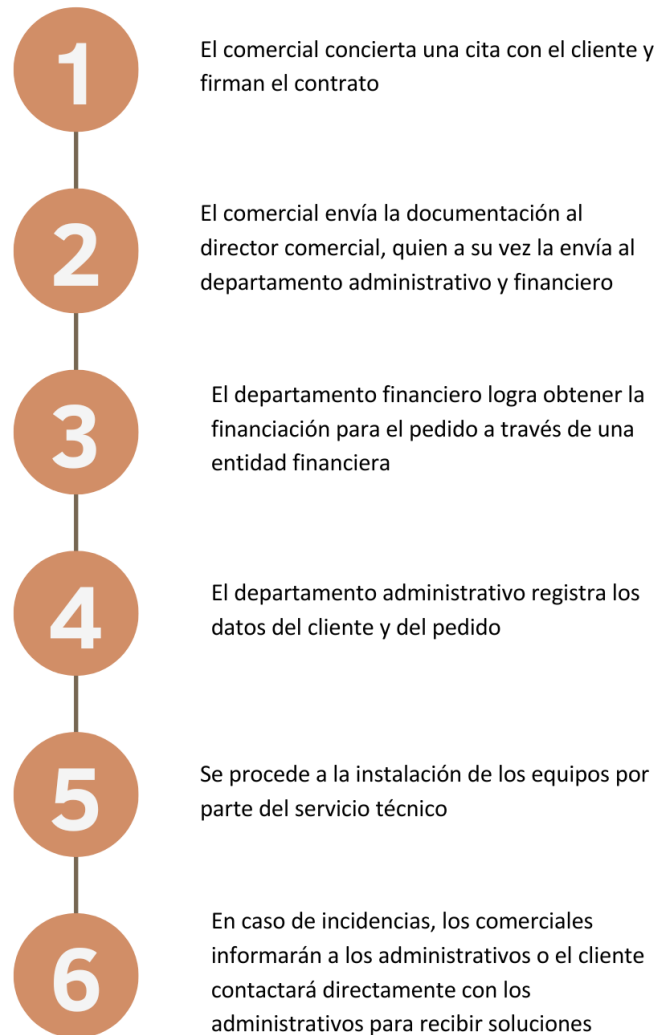 1
El comercial concierta una cita con el cliente y
firman el contrato
2
El comercial envía la documentación al
director comercial, quien a su vez la envía al
departamento administrativo y financiero
3
El departamento financiero logra obtener la
financiación para el pedido a través de una
entidad financiera
4
El departamento administrativo registra los
datos del cliente y del pedido
5
Se procede a la instalación de los equipos por
parte del servicio técnico
6
En caso de incidencias, los comerciales
informarán a los administrativos o el cliente
contactará directamente con los
administrativos para recibir soluciones